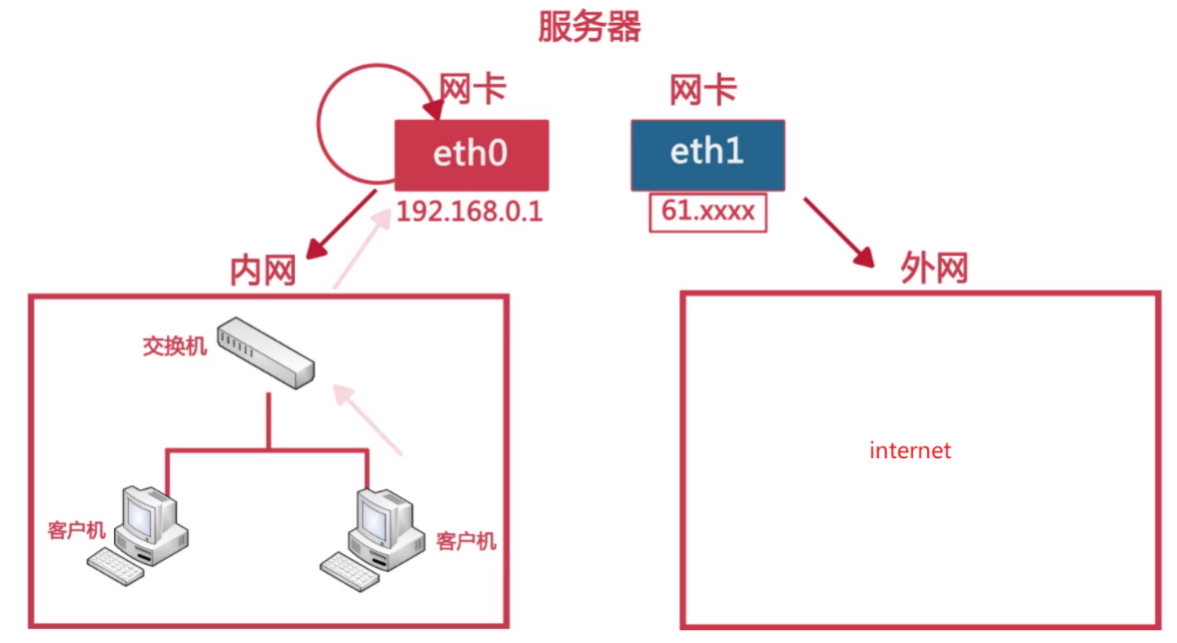 服务器
网卡
网卡
eth0
eth1
192.168.0.1
61.xxxx
内网
外网
交换机
internet
客户机
客户机